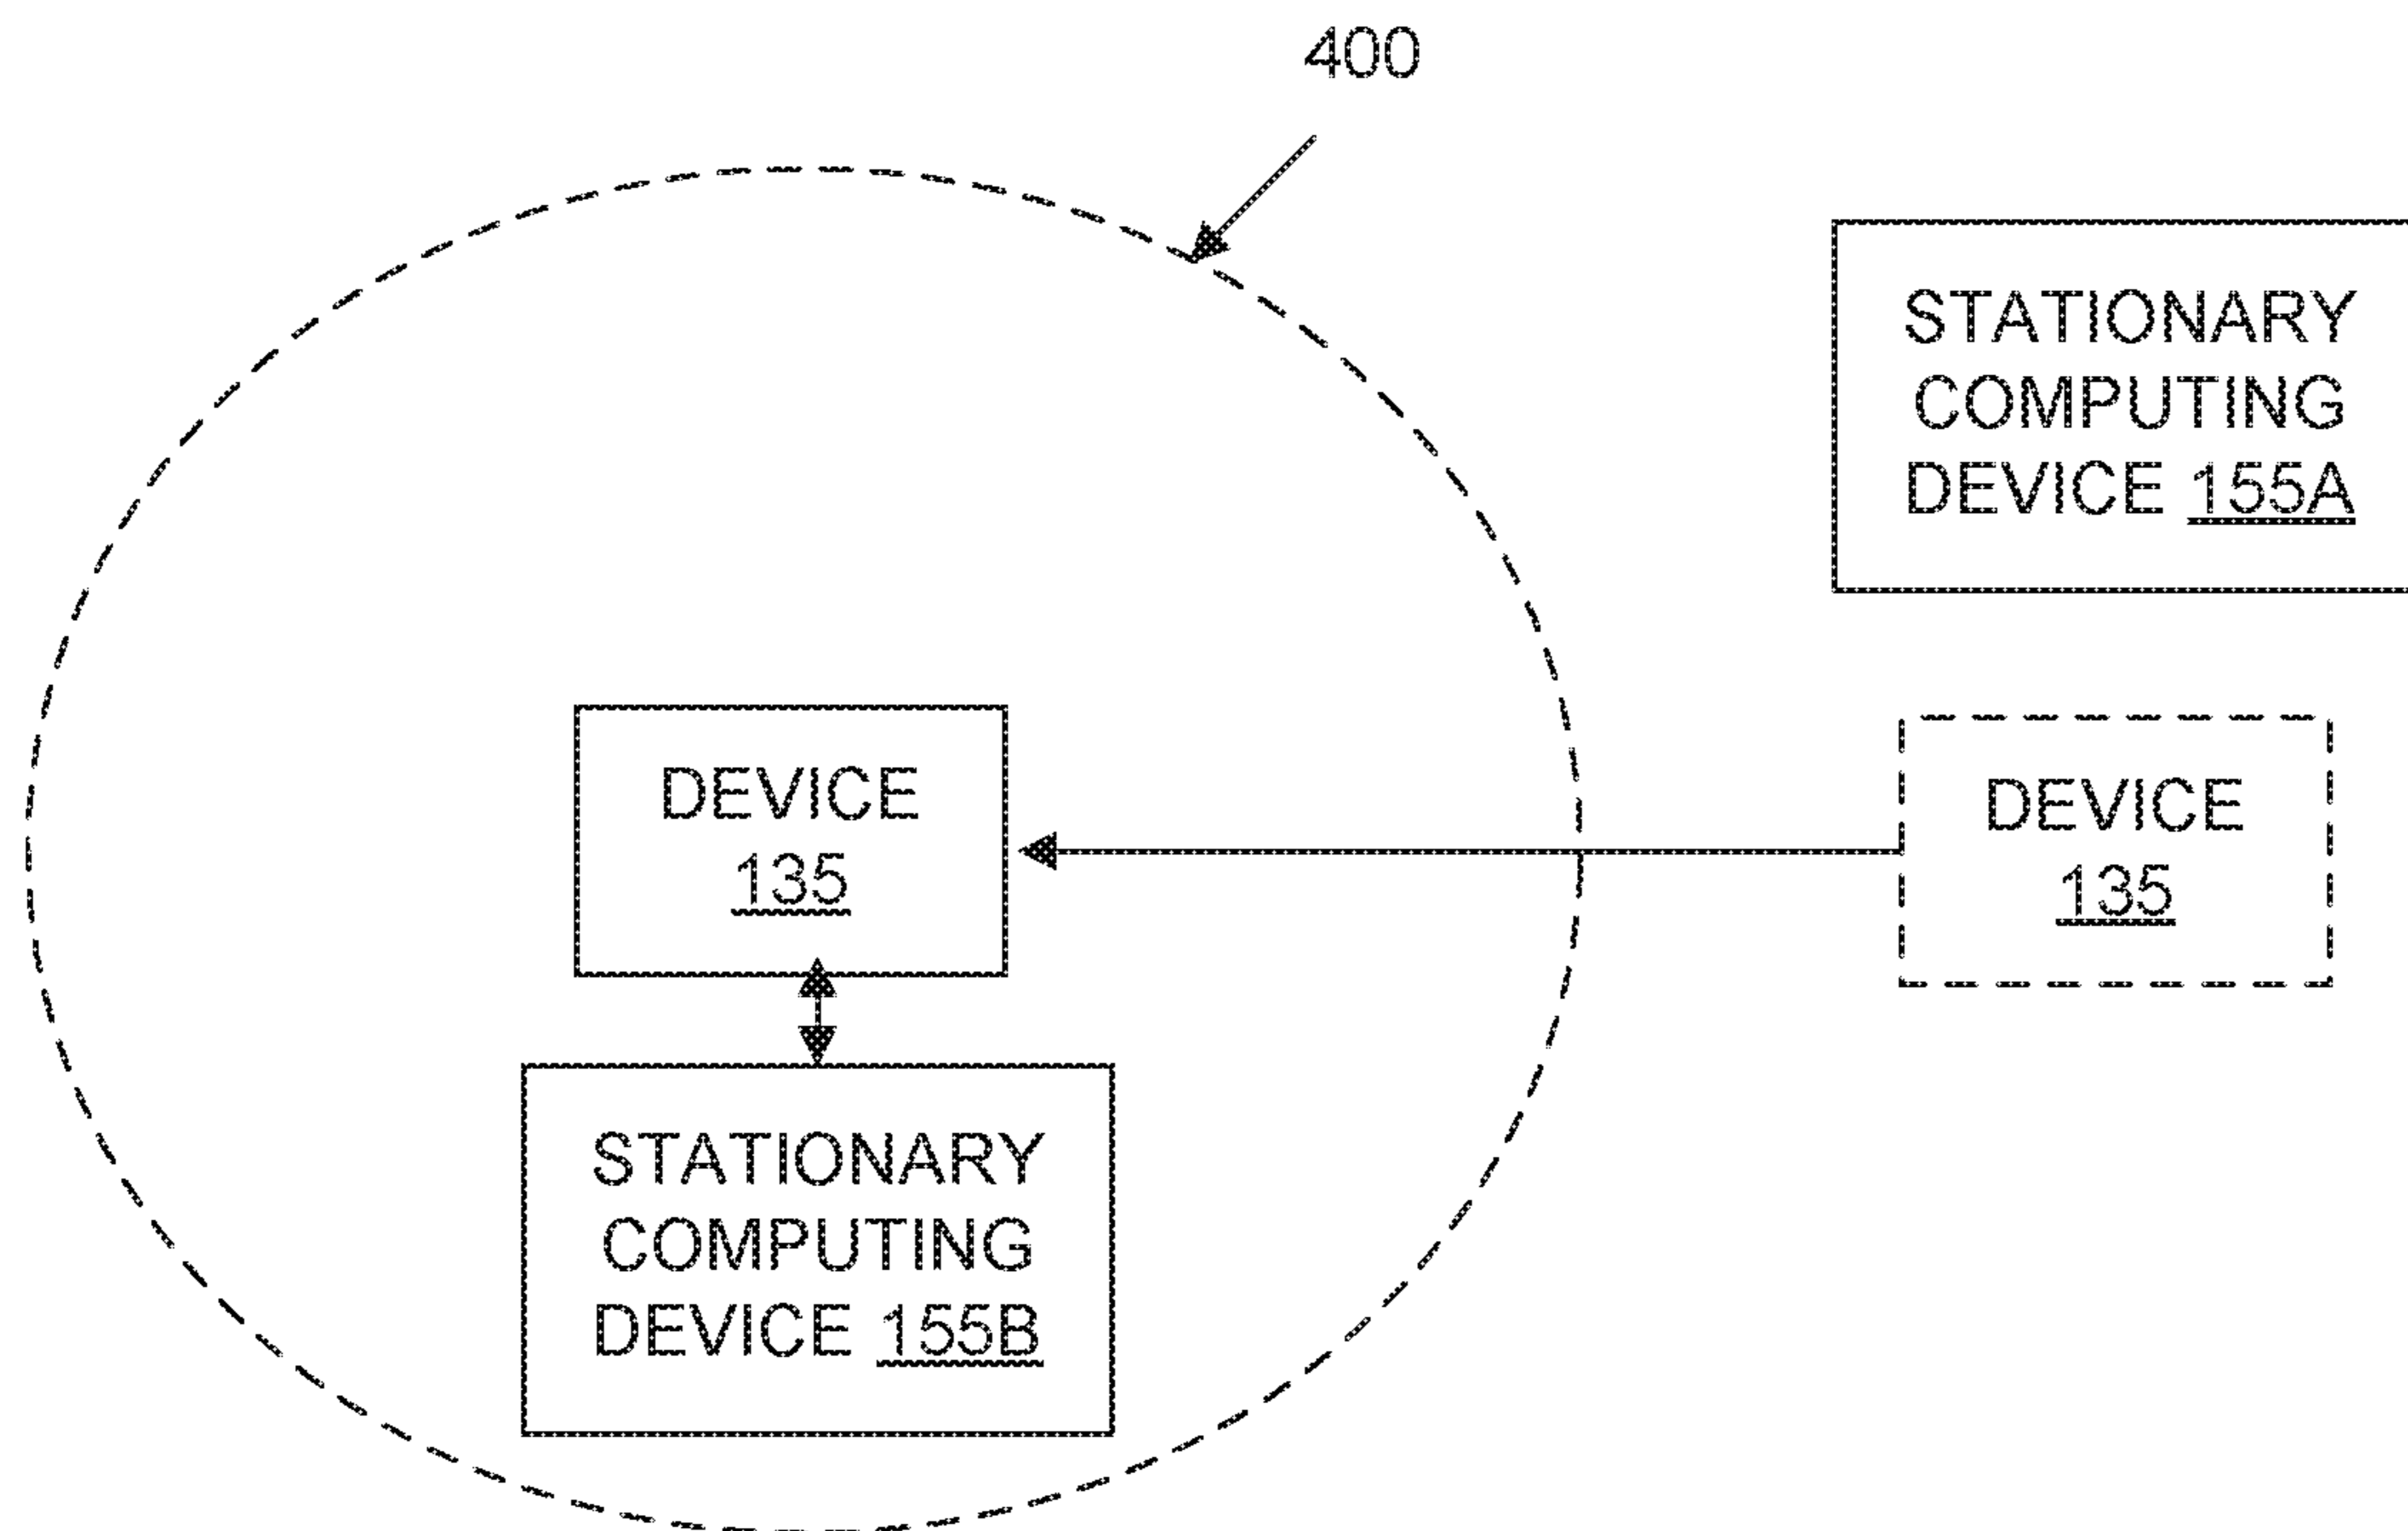 400
STATIONARY
COMPUTING
DEVICE 155A
DEVICE
135
DEVICE
135
STATIONARY
COMPUTING
DEVICE 155B